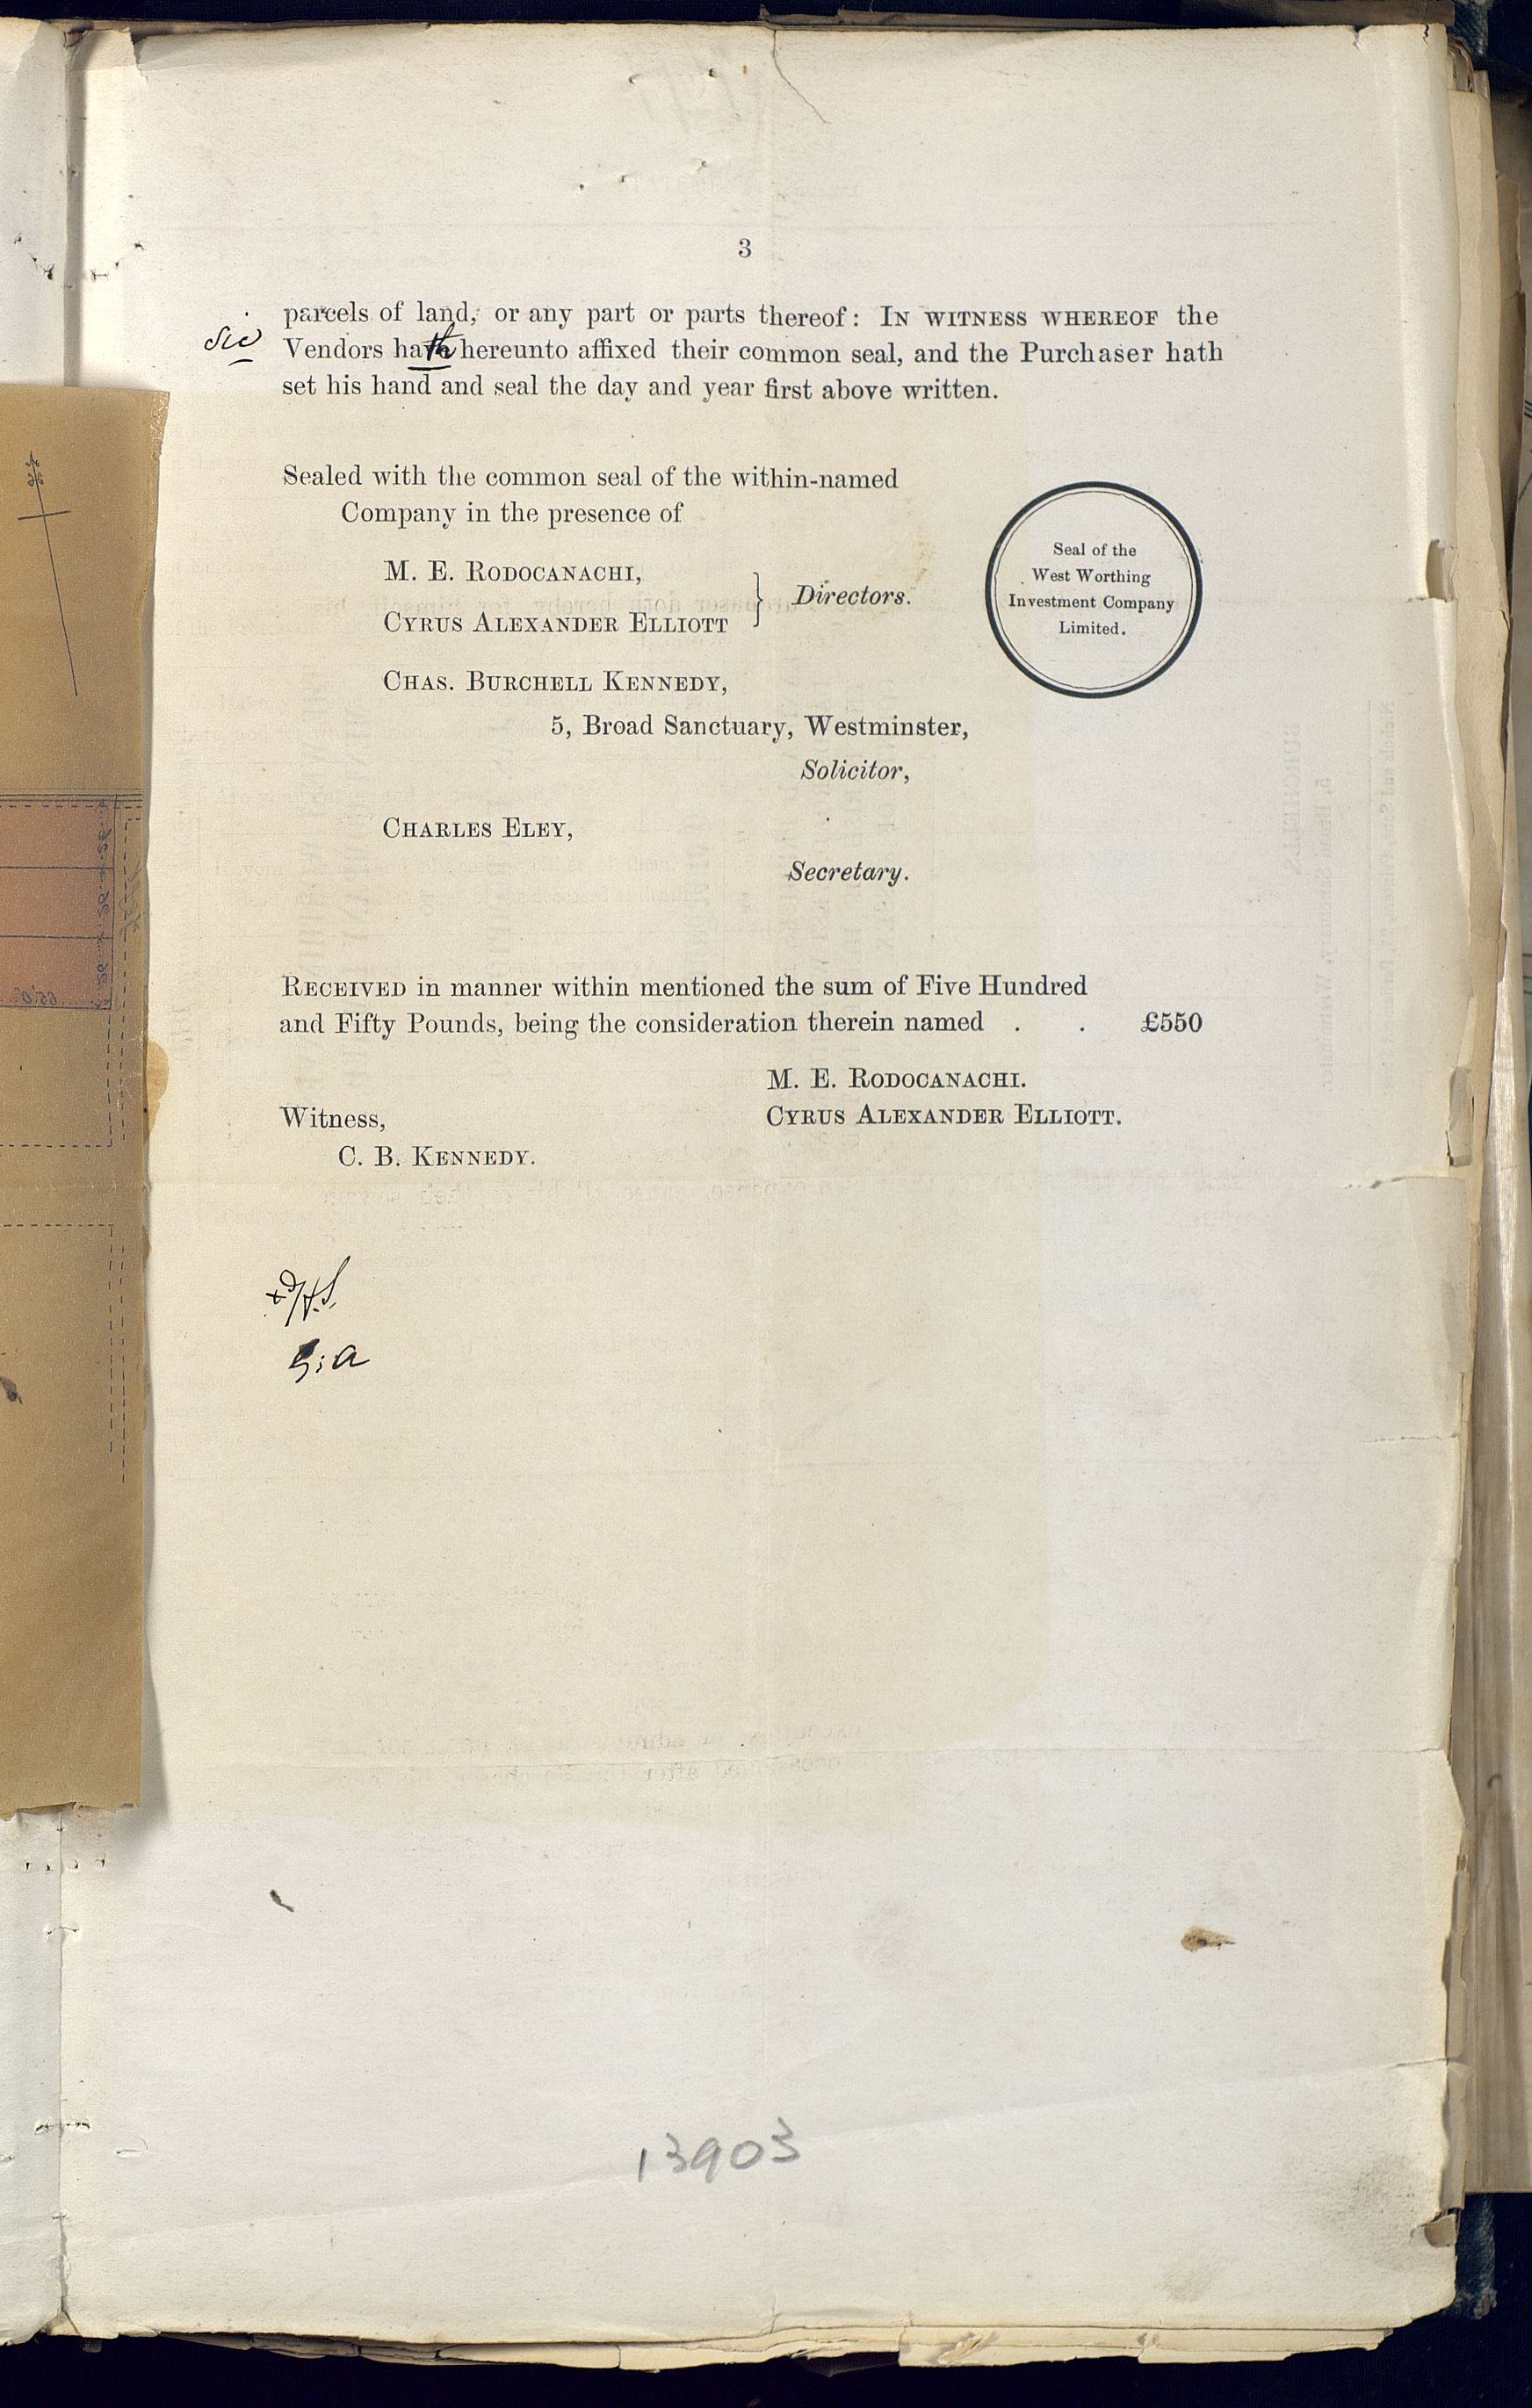 3
parcels of land, or any part or parts thereof: IN WITNESS WHEREOF the
sic
Vendors hath hereunto affixed their common seal, and the Purchaser hath
set his hand and seal the day and year first above written.
Sealed with the common seal of the within-named
Company in the presence of
M. E. RODOCANACHI,
CYRUS ALEXANDER ELLIOTT
} Directors.
Seal of the
West Worthing
Investment Company
Limited.
CHAS. BURCHELL KENNEDY,
5, Broad Sanctuary, Westminster,
Solicitor,
CHARLES ELEY,
Secretary.
RECEIVED in manner within mentioned the sum of Five Hundred
and Fifty Pounds, being the consideration therein named . . £550
M. E. RODOCANACHI.
CYRUS ALEXANDER ELLIOTT.
Witness,
C. B. KENNEDY.
13903